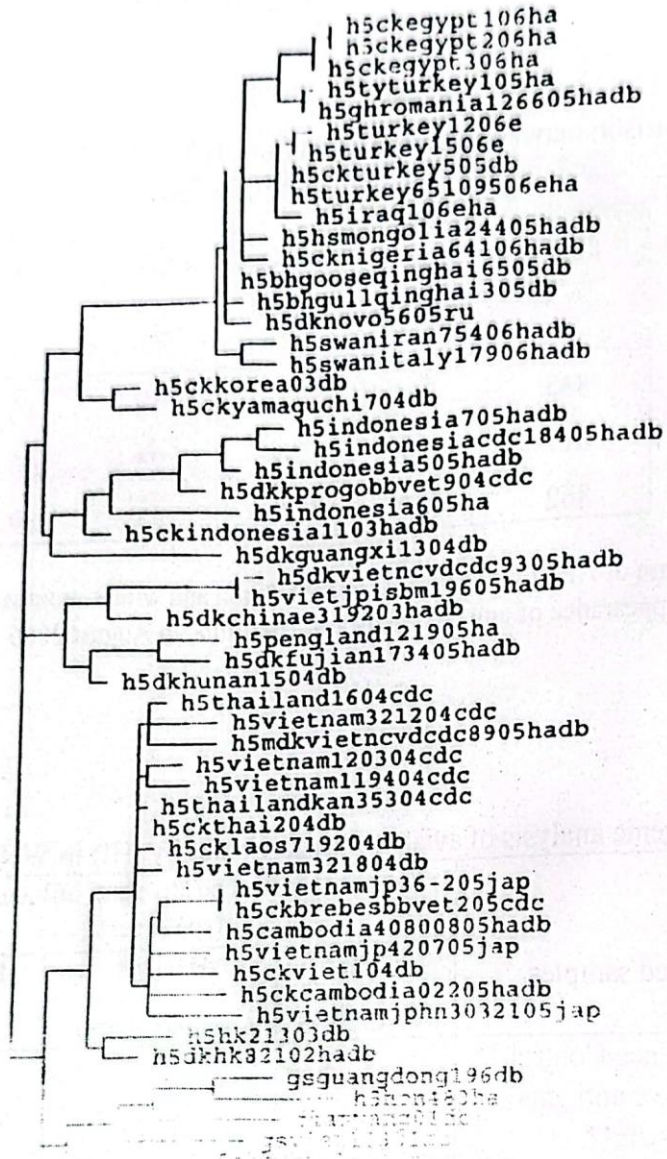 h5ckegypt106ha
h5ckegypt206ha
h5ckegypt306ha
h5tyturkey105ha
h5ghromania126605hadb
h5turkey1206e
h5turkey1506e
h5ckturkey505db
h5turkey65109506eha
h5iraq106eha
h5hsmongolia24405hadb
h5cknigeria64106hadb
h5bhgooseqinghai6505db
h5bhgullqinghai305db
h5dknovo5605ru
h5swaniran75406hadb
h5swanitaly17906hadb
h5ckkorea03db
h5ckyamaguchi704db
h5indonesia705hadb
h5indonesiacdc18405hadb
h5indonesia505hadb
h5dkkprogobbvet904cdc
h5indonesia605ha
h5ckindonesia1103hadb
h5dkguangxi1304db
h5dkvietncvdcdc9305hadb
h5vietjpisbm19605hadb
h5dkchinae319203hadb
h5pengland121905ha
h5dkfujian173405hadb
h5dkhunan1504db
h5thailand1604cdc
h5vietnam321204cdc
h5mdkvietncvdcdc8905hadb
h5vietnam120304cdc
h5vietnam119404cdc
h5thailandkan35304cdc
h5ckthai204db
h5cklaos719204db
h5vietnam321804db
h5vietnamjp36-205jap
h5ckbrebesbbvet205cdc
h5cambodia40800805hadb
h5vietnamjp420705jap
h5ckviet104db
h5ckcambodia02205hadb
h5vietnamjphn3032105jap
h5hk21303db
h5dkhk82102hadb
gsguangdong196db